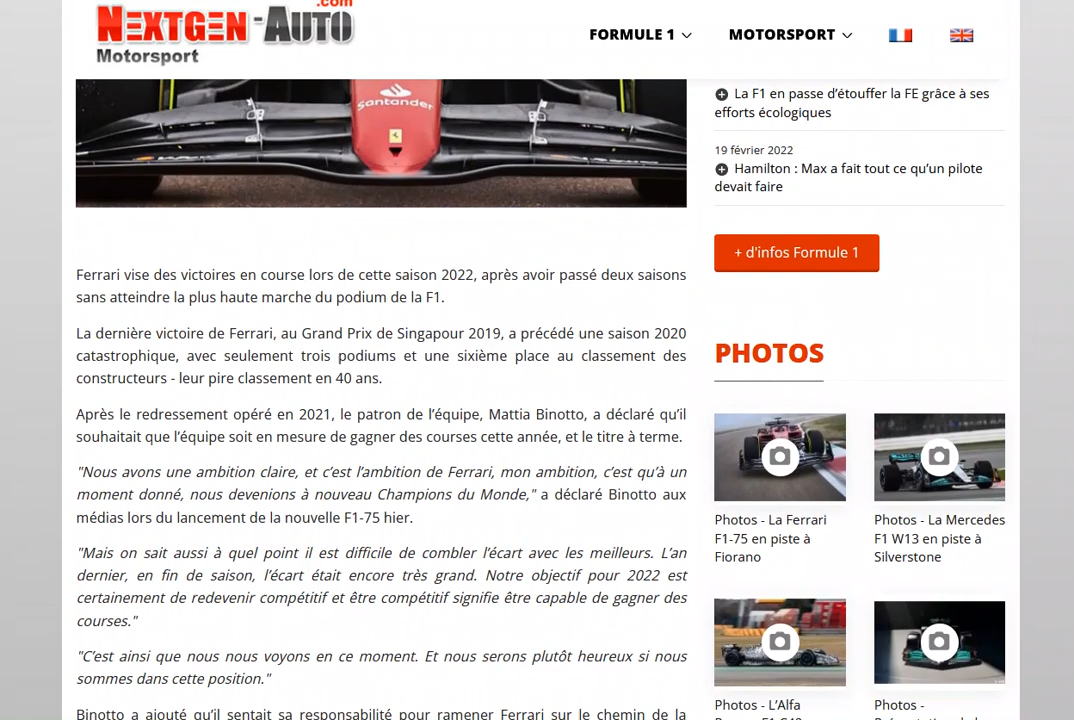 .com
NEXTGEN-AUTO
Motorsport
FORMULE 1
MOTORSPORT
Santander
Ferrari vise des victoires en course lors de cette saison 2022, après avoir passé deux saisons
sans atteindre la plus haute marche du podium de la F1.
La dernière victoire de Ferrari, au Grand Prix de Singapour 2019, a précédé une saison 2020
catastrophique, avec seulement trois podiums et une sixième place au classement des
constructeurs - leur pire classement en 40 ans.
Après le redressement opéré en 2021, le patron de l’équipe, Mattia Binotto, a déclaré qu’il
souhaitait que l’équipe soit en mesure de gagner des courses cette année, et le titre à terme.
"Nous avons une ambition claire, et c’est l’ambition de Ferrari, mon ambition, c’est qu’à un
moment donné, nous devenions à nouveau Champions du Monde," a déclaré Binotto aux
médias lors du lancement de la nouvelle F1-75 hier.
"Mais on sait aussi à quel point il est difficile de combler l’écart avec les meilleurs. L’an
dernier, en fin de saison, l’écart était encore très grand. Notre objectif pour 2022 est
certainement de redevenir compétitif et être compétitif signifie être capable de gagner des
courses."
"C’est ainsi que nous nous voyons en ce moment. Et nous serons plutôt heureux si nous
sommes dans cette position."
Binotto a ajouté qu’il sentait sa responsabilité pour ramener Ferrari sur le chemin de la
La F1 en passe d’étouffer la FE grâce à ses
efforts écologiques
19 février 2022
Hamilton : Max a fait tout ce qu’un pilote
devait faire
+ d'infos Formule 1
PHOTOS
Photos - La Ferrari
F1-75 en piste à
Fiorano
Photos - La Mercedes
F1 W13 en piste à
Silverstone
Photos - L’Alfa
Photos -